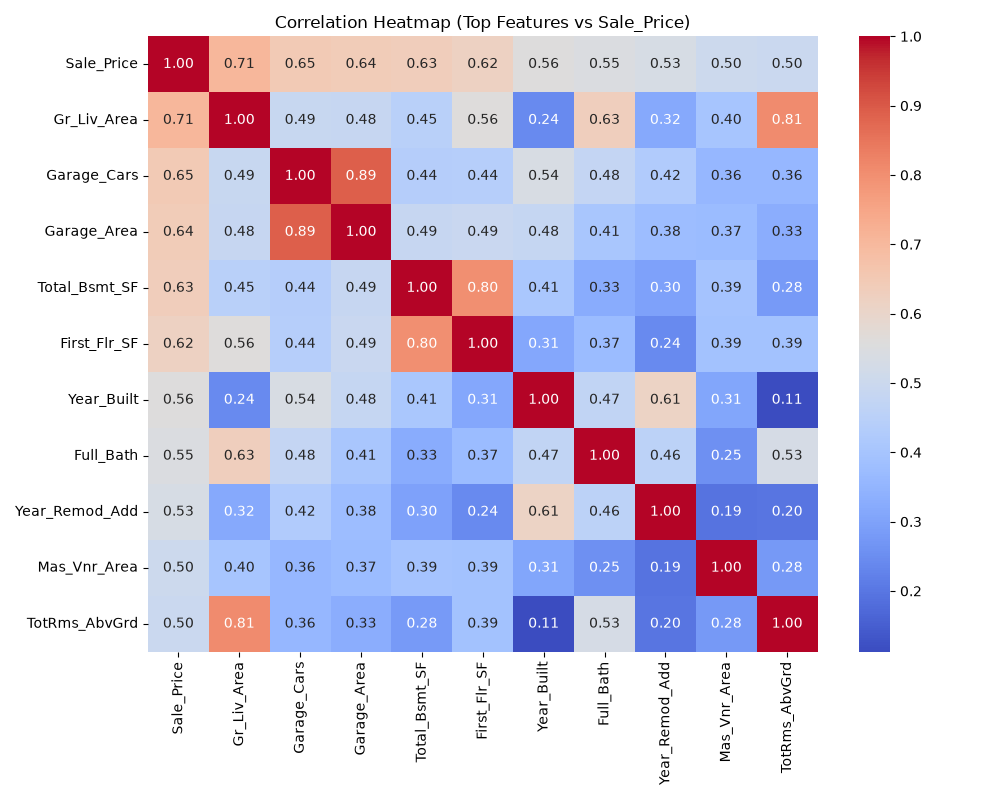 Correlation Heatmap (Top Features vs Sale_Price)
Sale_Price 1.00 0.71 0.65 0.64 0.63 0.62 0.56 0.55 0.53 0.50 0.50
Gr_Liv_Area 0.71 1.00 0.49 0.48 0.45 0.56 0.24 0.63 0.32 0.40 0.81
Garage_Cars 0.65 0.49 1.00 0.89 0.44 0.44 0.54 0.48 0.42 0.36 0.36
Garage_Area 0.64 0.48 0.89 1.00 0.49 0.49 0.48 0.41 0.38 0.37 0.33
Total_Bsmt_SF 0.63 0.45 0.44 0.49 1.00 0.80 0.41 0.33 0.30 0.39 0.28
First_Flr_SF 0.62 0.56 0.44 0.49 0.80 1.00 0.31 0.37 0.24 0.39 0.39
Year_Built 0.56 0.24 0.54 0.48 0.41 0.31 1.00 0.47 0.61 0.31 0.11
Full_Bath 0.55 0.63 0.48 0.41 0.33 0.37 0.47 1.00 0.46 0.25 0.53
Year_Remod_Add 0.53 0.32 0.42 0.38 0.30 0.24 0.61 0.46 1.00 0.19 0.20
Mas_Vnr_Area 0.50 0.40 0.36 0.37 0.39 0.39 0.31 0.25 0.19 1.00 0.28
TotRms_AbvGrd 0.50 0.81 0.36 0.33 0.28 0.39 0.11 0.53 0.20 0.28 1.00
Sale_Price
Gr_Liv_Area
Garage_Cars
Garage_Area
Total_Bsmt_SF
First_Flr_SF
Year_Built
Full_Bath
Year_Remod_Add
Mas_Vnr_Area
TotRms_AbvGrd
1.0
0.9
0.8
0.7
0.6
0.5
0.4
0.3
0.2